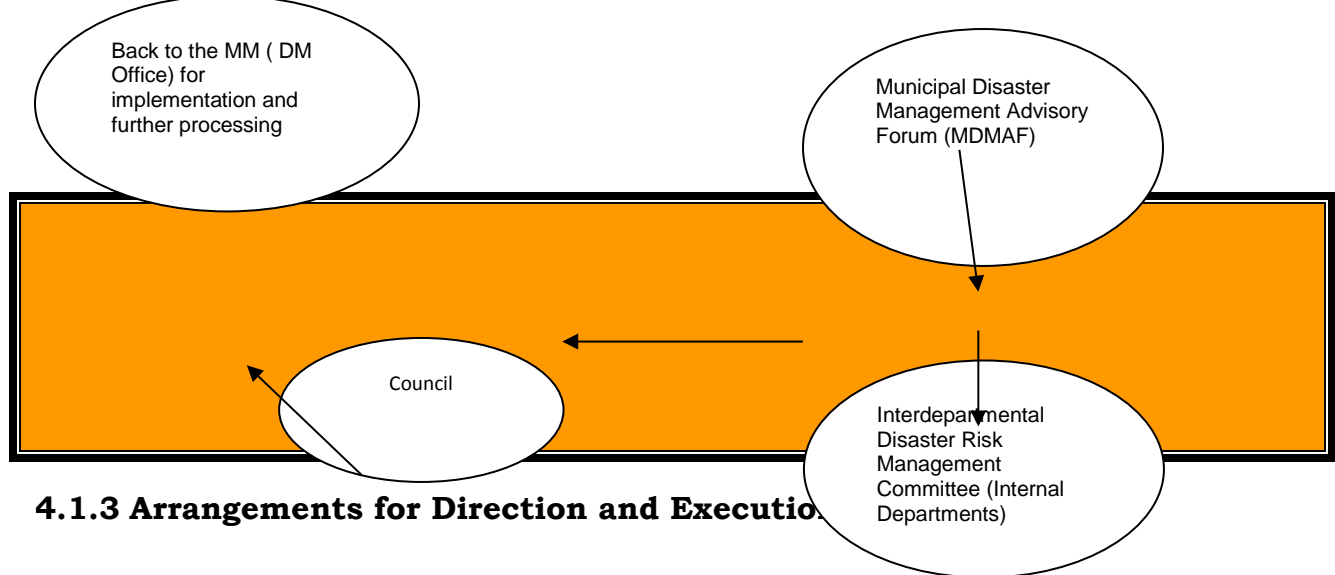 Back to the MM ( DM
Office) for
implementation and
further processing
Municipal Disaster
Management Advisory
Forum (MDMAF)
Council
Interdepartmental
Disaster Risk
Management
Committee (Internal
Departments)
4.1.3 Arrangements for Direction and Executio